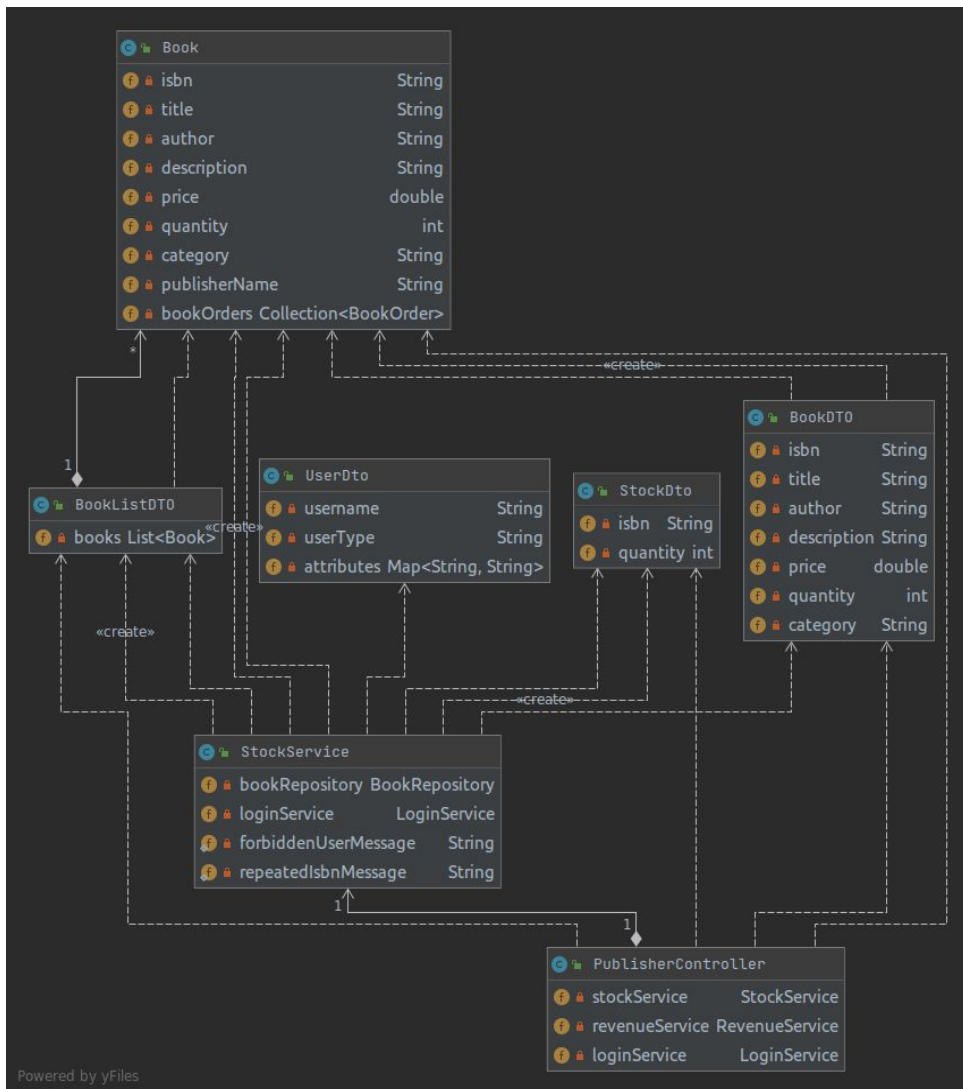 Book
isbn String
title String
author String
description String
price double
quantity int
category String
publisherName String
bookOrders Collection<BookOrder>
*
«create»
BookDTO
isbn String
title String
author String
description String
price double
quantity int
category String
1
BookListDTO
books List<Book>
«create»
UserDto
username String
userType String
attributes Map<String, String>
StockDto
isbn String
quantity int
«create»
«create»
StockService
bookRepository BookRepository
loginService LoginService
forbiddenUserMessage String
repeatedIsbnMessage String
1
1
PublisherController
stockService StockService
revenueService RevenueService
loginService LoginService
Powered by yFiles